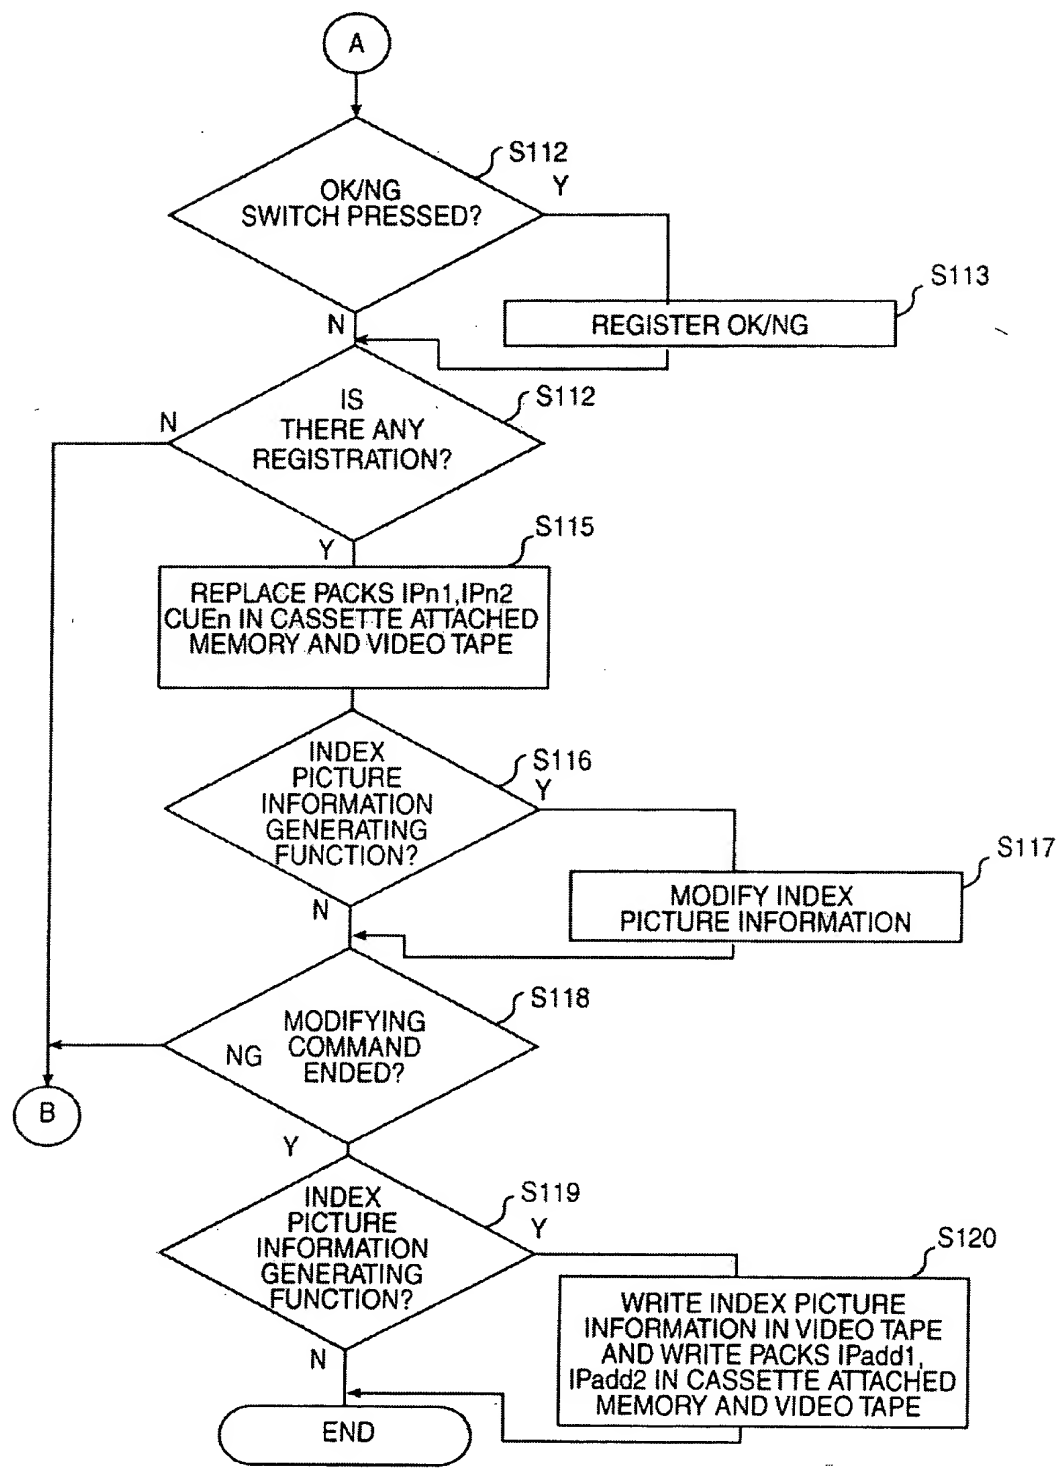 A
S112
OK/NG
SWITCH PRESSED?
Y
S113
REGISTER OK/NG
N
S112
IS
THERE ANY
REGISTRATION?
N
Y
S115
REPLACE PACKS IPn1,IPn2
CUEn IN CASSETTE ATTACHED
MEMORY AND VIDEO TAPE
S116
INDEX
PICTURE
INFORMATION
GENERATING
FUNCTION?
Y
S117
MODIFY INDEX
PICTURE INFORMATION
N
S118
MODIFYING
COMMAND
ENDED?
NG
B
Y
S119
INDEX
PICTURE
INFORMATION
GENERATING
FUNCTION?
Y
S120
WRITE INDEX PICTURE
INFORMATION IN VIDEO TAPE
AND WRITE PACKS IPadd1,
IPadd2 IN CASSETTE ATTACHED
MEMORY AND VIDEO TAPE
N
END